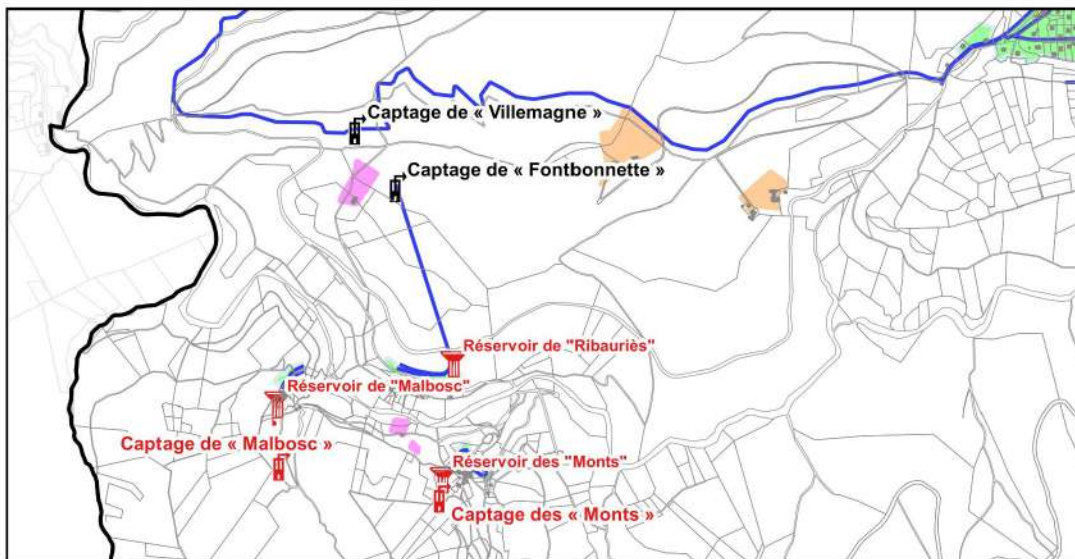 Captage de « Villemagne »
Captage de « Fontbonnette »
Réservoir de "Ribauriès"
Réservoir de "Malbosc"
Captage de « Malbosc »
Réservoir des "Monts"
Captage des « Monts »